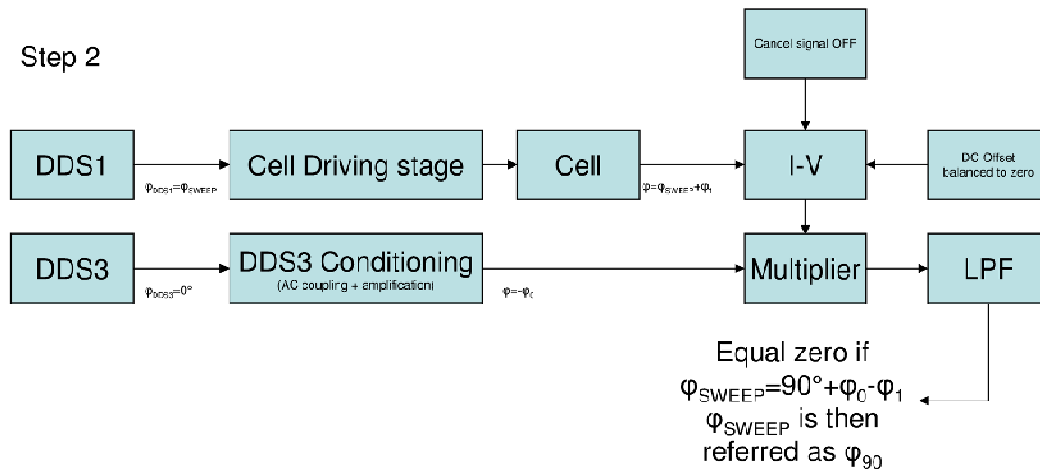 Step 2
Cancel signal OFF
DDS1
φDDS1=φSWEEP
Cell Driving stage
Cell
φ=φSWEEP+φ1
I-V
DC Offset
balanced to zero
DDS3
φDDS3=0°
DDS3 Conditioning
(AC coupling + amplification)
φ=-φ0
Multiplier
LPF
Equal zero if
φSWEEP=90°+φ0-φ1
φSWEEP is then
referred as φ90